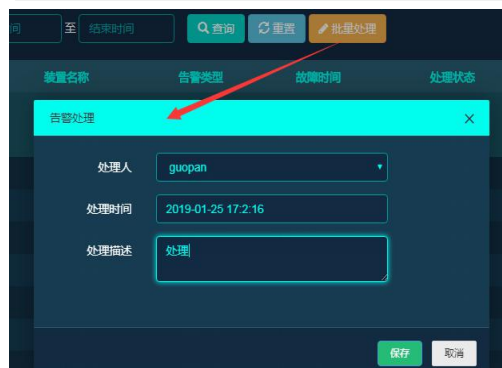 间 至 结束时间 查询 重置 批量处理
装置名称 告警类型 故障时间 处理状态
告警处理 ×
处理人 guopan
处理时间 2019-01-25 17:2:16
处理描述 处理
保存 取消